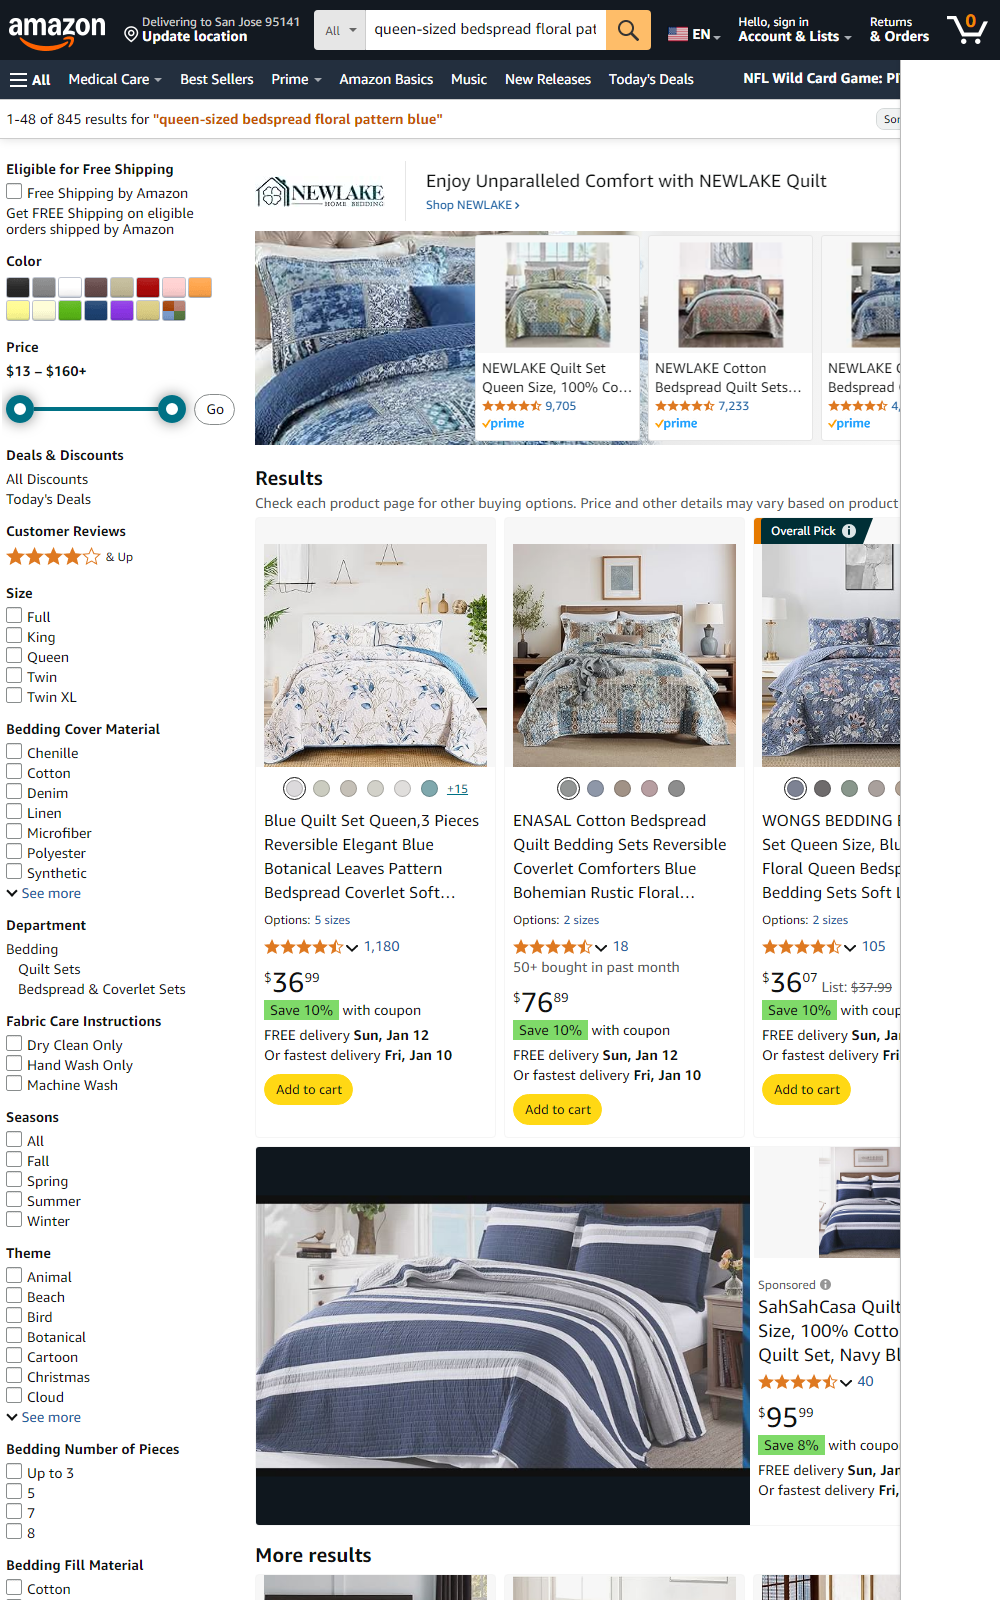 amazon
Delivering to San Jose 95141
Update location
All
queen-sized bedspread floral pat
EN
Hello, sign in
Account & Lists
Returns
& Orders
0
All
Medical Care
Best Sellers
Prime
Amazon Basics
Music
New Releases
Today's Deals
NFL Wild Card Game: PI
1-48 of 845 results for "queen-sized bedspread floral pattern blue"
Sor
Eligible for Free Shipping
Free Shipping by Amazon
Get FREE Shipping on eligible
orders shipped by Amazon
Color
Price
$13 – $160+
Go
Deals & Discounts
All Discounts
Today's Deals
Customer Reviews
& Up
Size
Full
King
Queen
Twin
Twin XL
Bedding Cover Material
Chenille
Cotton
Denim
Linen
Microfiber
Polyester
Synthetic
See more
Department
Bedding
Quilt Sets
Bedspread & Coverlet Sets
Fabric Care Instructions
Dry Clean Only
Hand Wash Only
Machine Wash
Seasons
All
Fall
Spring
Summer
Winter
Theme
Animal
Beach
Bird
Botanical
Cartoon
Christmas
Cloud
See more
Bedding Number of Pieces
Up to 3
5
7
8
Bedding Fill Material
Cotton
NEWLAKE
HOME BEDDING
Enjoy Unparalleled Comfort with NEWLAKE Quilt
Shop NEWLAKE
NEWLAKE Quilt Set
Queen Size, 100% Co...
9,705
prime
NEWLAKE Cotton
Bedspread Quilt Sets...
7,233
prime
NEWLAKE C
Bedspread
4,
prime
Results
Check each product page for other buying options. Price and other details may vary based on product
+15
Blue Quilt Set Queen,3 Pieces
Reversible Elegant Blue
Botanical Leaves Pattern
Bedspread Coverlet Soft...
Options: 5 sizes
1,180
$36.99
Save 10% with coupon
FREE delivery Sun, Jan 12
Or fastest delivery Fri, Jan 10
Add to cart
ENASAL Cotton Bedspread
Quilt Bedding Sets Reversible
Coverlet Comforters Blue
Bohemian Rustic Floral...
Options: 2 sizes
18
50+ bought in past month
$76.89
Save 10% with coupon
FREE delivery Sun, Jan 12
Or fastest delivery Fri, Jan 10
Add to cart
Overall Pick
WONGS BEDDING
Set Queen Size, Blu
Floral Queen Bedsp
Bedding Sets Soft L
Options: 2 sizes
105
$36.07 List: $37.99
Save 10% with coup
FREE delivery Sun, Ja
Or fastest delivery Fri
Add to cart
Sponsored
SahSahCasa Quilt
Size, 100% Cotto
Quilt Set, Navy Bl
40
$95.99
Save 8% with coupo
FREE delivery Sun, Jan
Or fastest delivery Fri,
More results